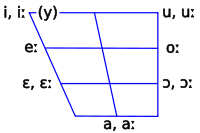 i, iː (y) u, uː
eː oː
ɛ, ɛː ɔ, ɔː
a, aː